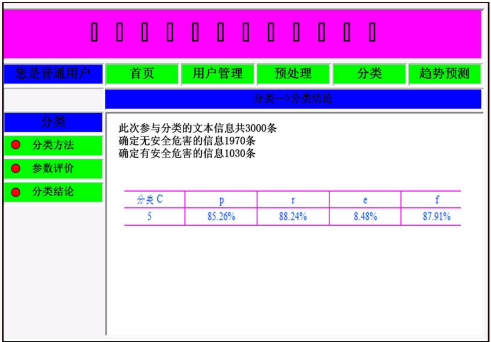 您是普通用户
首页 用户管理 预处理 分类 趋势预测
分类-->分类结论
分类
分类方法
参数评价
分类结论
此次参与分类的文本信息共3000条
确定无安全危害的信息1970条
确定有安全危害的信息1030条
分类 C p r e f
5 85.26% 88.24% 8.48% 87.91%